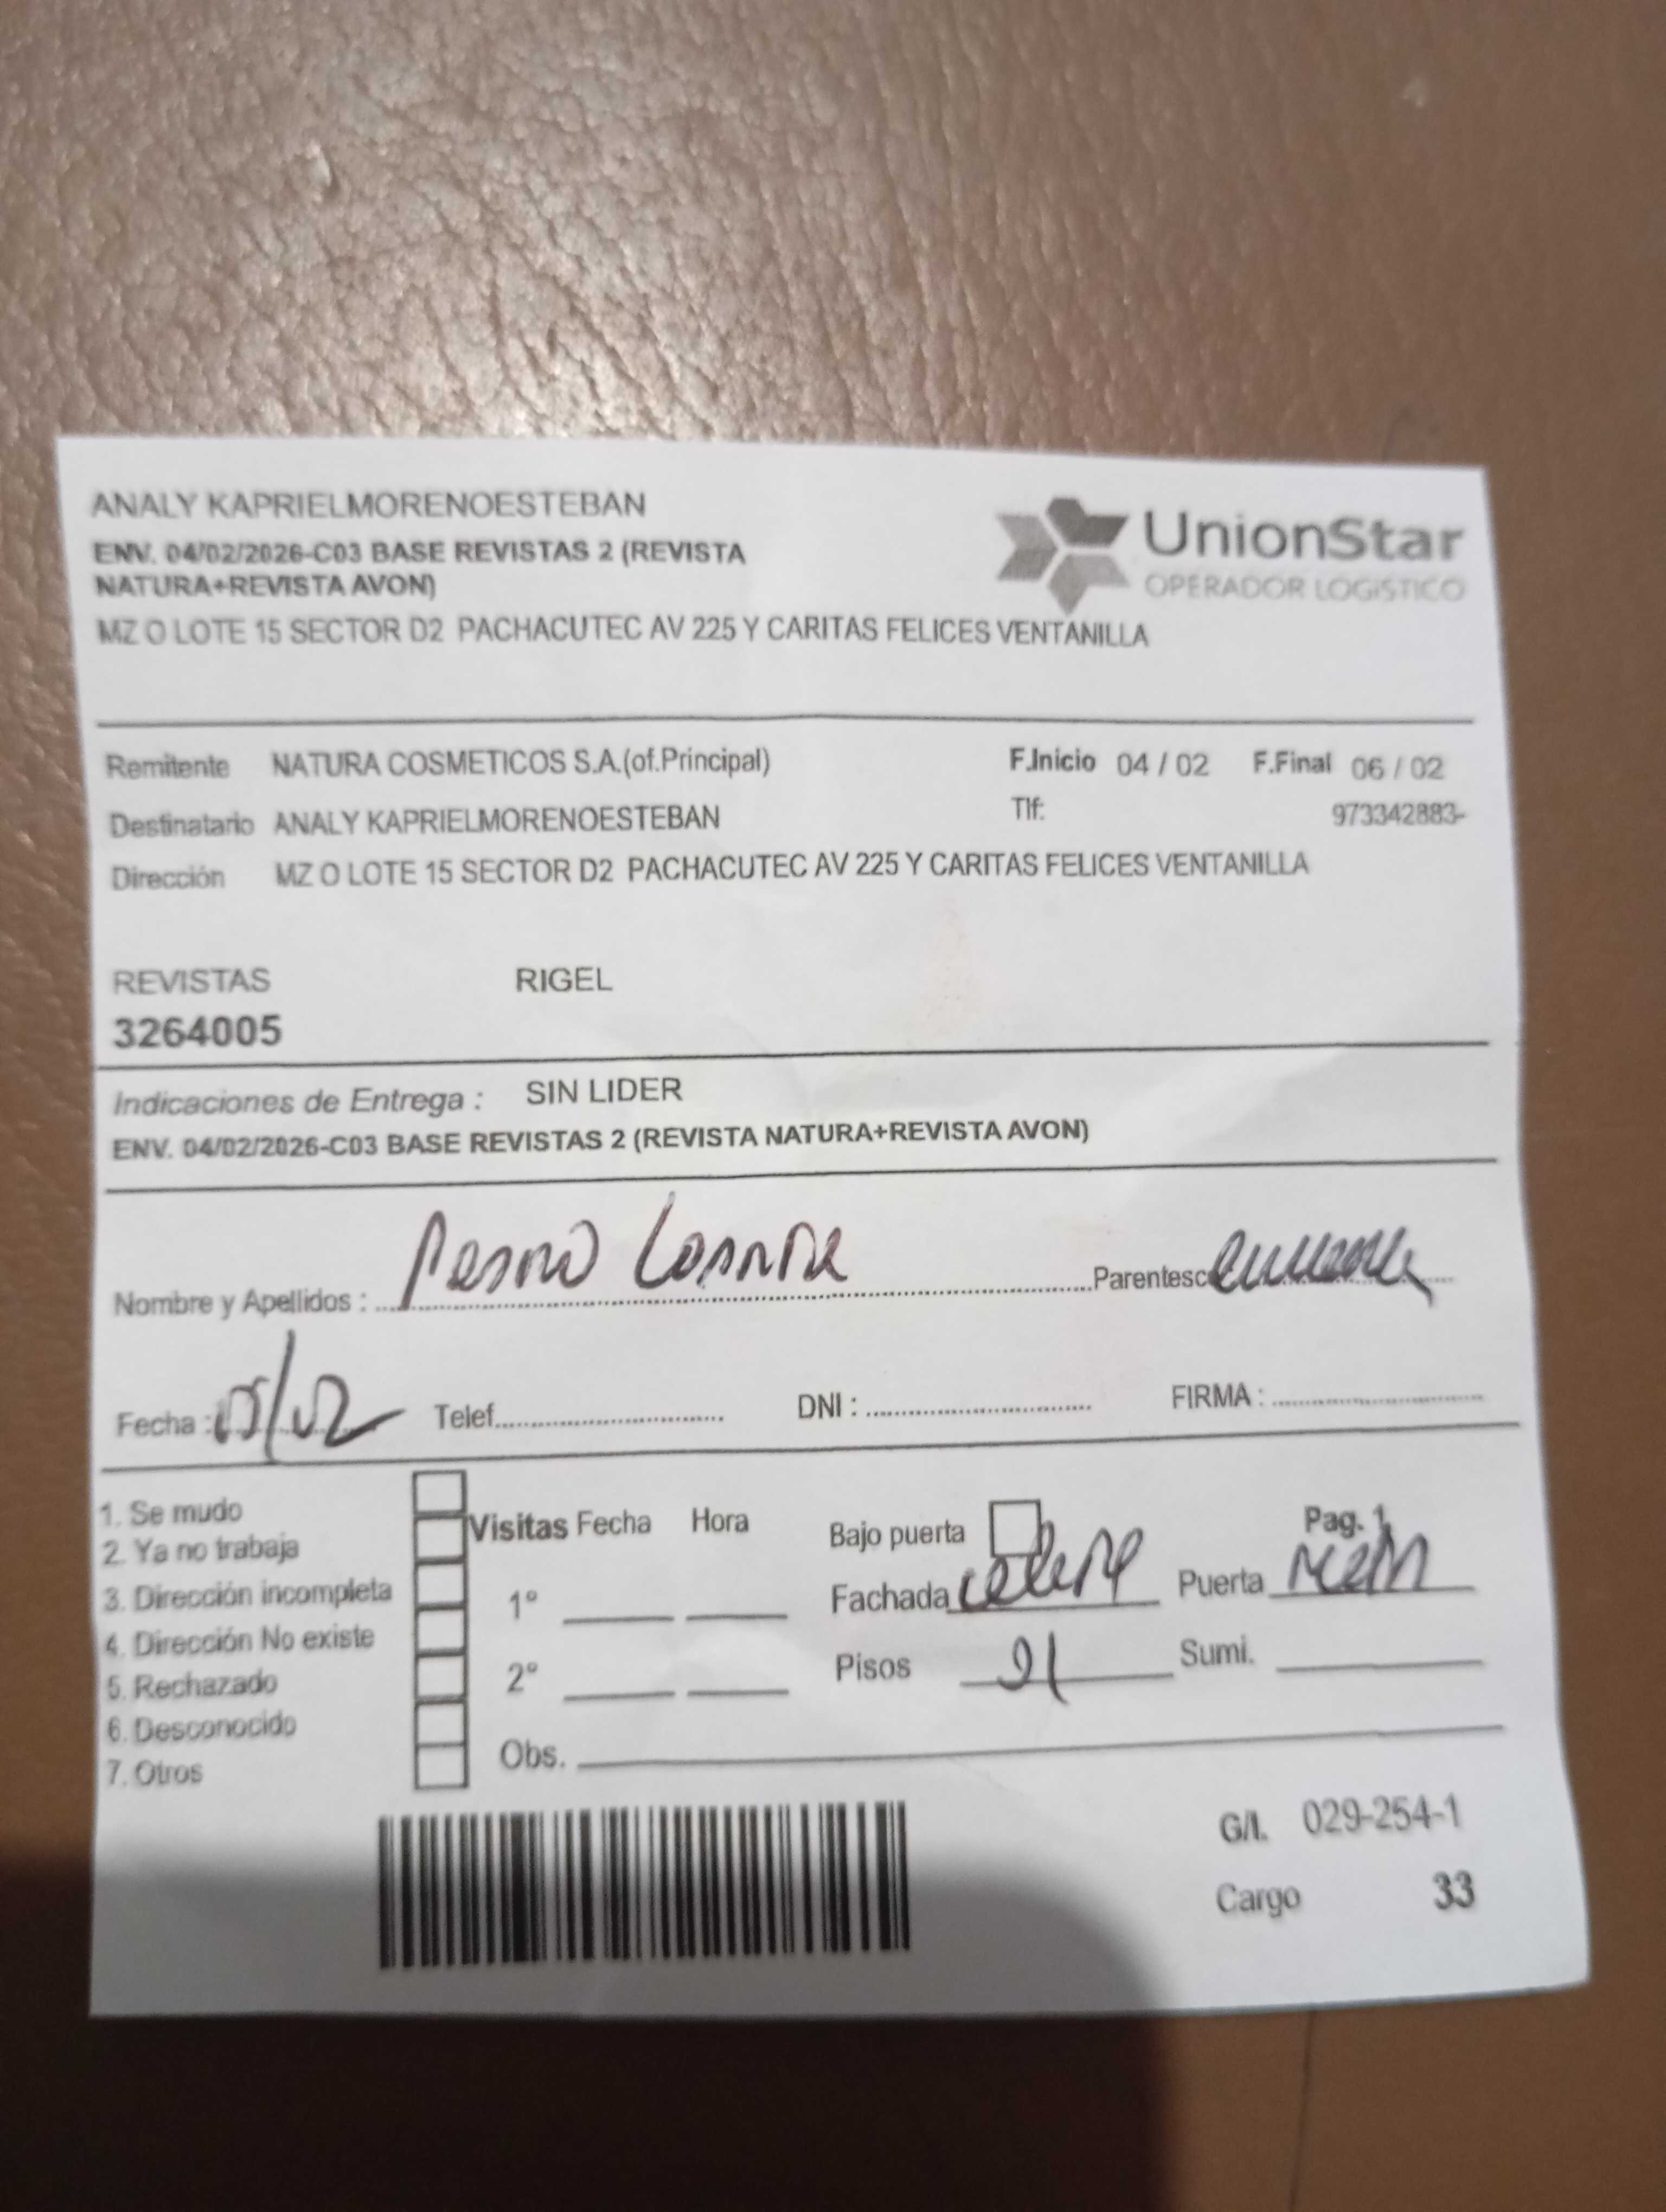 ANALY KAPRIELMORENOESTEBAN
ENV. 04/02/2026-C03 BASE REVISTAS 2 (REVISTA
NATURA+REVISTA AVON)
MZ O LOTE 15 SECTOR D2 PACHACUTEC AV 225 Y CARITAS FELICES VENTANILLA
UnionStar
OPERADOR LOGíSTICO
Remitente NATURA COSMETICOS S.A.(of.Principal) F.Inicio 04 / 02 F.Final 06 / 02
Destinatario ANALY KAPRIELMORENOESTEBAN Tlf: 973342883-
Dirección MZ O LOTE 15 SECTOR D2 PACHACUTEC AV 225 Y CARITAS FELICES VENTANILLA
REVISTAS RIGEL
3264005
Indicaciones de Entrega : SIN LIDER
ENV. 04/02/2026-C03 BASE REVISTAS 2 (REVISTA NATURA+REVISTA AVON)
Nombre y Apellidos : Parentesc
Fecha : 05/02 Telef. DNI : FIRMA :
1. Se mudo
2. Ya no trabaja
3. Dirección incompleta
4. Dirección No existe
5. Rechazado
6. Desconocido
7. Otros
Visitas Fecha Hora
1°
2°
Obs.
Bajo puerta Pag. 1
Fachada Puerta
Pisos Sumi.
G/I. 029-254-1
Cargo 33